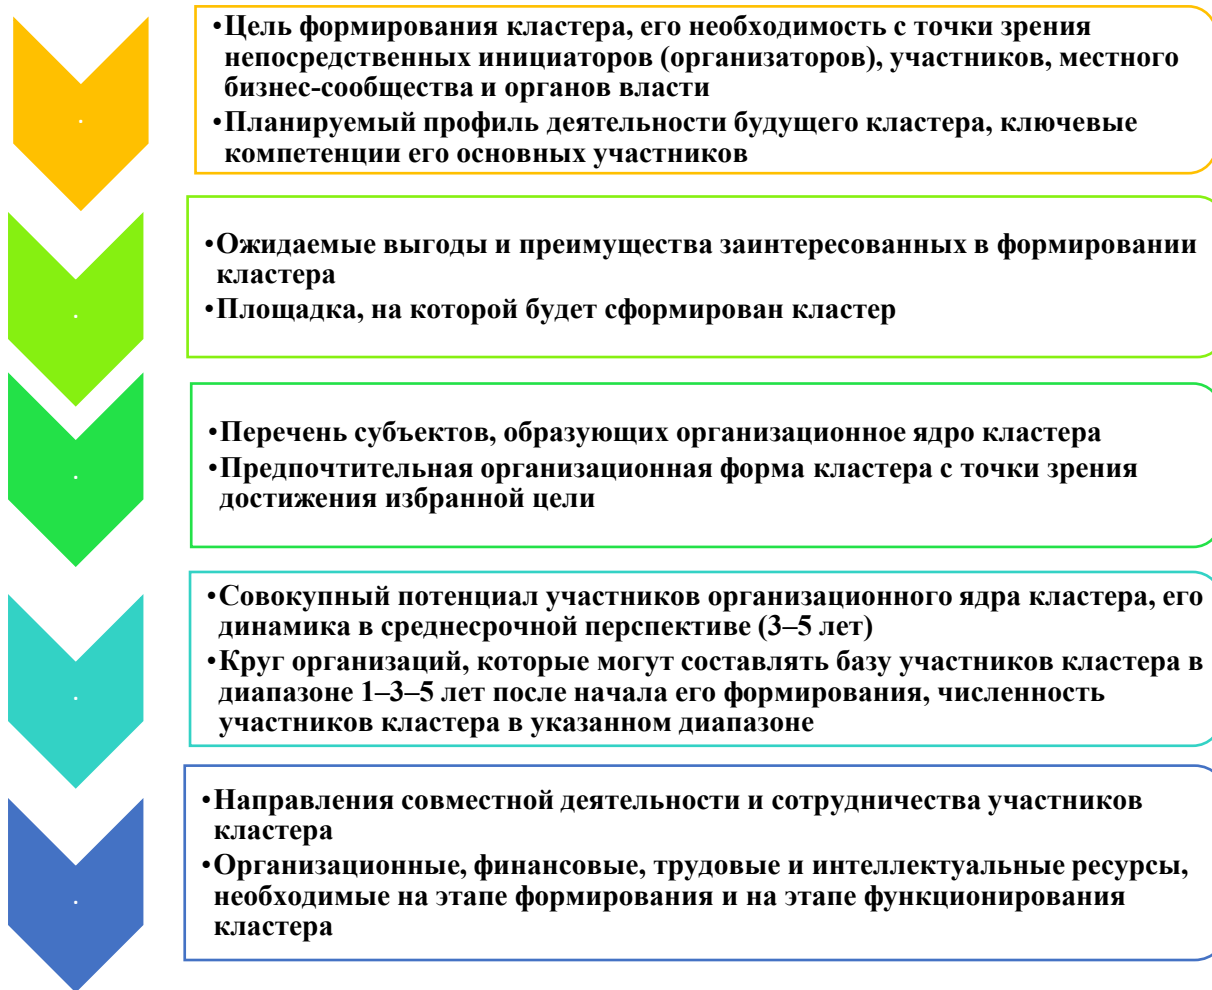 •Цель формирования кластера, его необходимость с точки зрения
непосредственных инициаторов (организаторов), участников, местного
бизнес-сообщества и органов власти
•Планируемый профиль деятельности будущего кластера, ключевые
компетенции его основных участников
•Ожидаемые выгоды и преимущества заинтересованных в формировании
кластера
•Площадка, на которой будет сформирован кластер
•Перечень субъектов, образующих организационное ядро кластера
•Предпочтительная организационная форма кластера с точки зрения
достижения избранной цели
•Совокупный потенциал участников организационного ядра кластера, его
динамика в среднесрочной перспективе (3–5 лет)
•Круг организаций, которые могут составлять базу участников кластера в
диапазоне 1–3–5 лет после начала его формирования, численность
участников кластера в указанном диапазоне
•Направления совместной деятельности и сотрудничества участников
кластера
•Организационные, финансовые, трудовые и интеллектуальные ресурсы,
необходимые на этапе формирования и на этапе функционирования
кластера